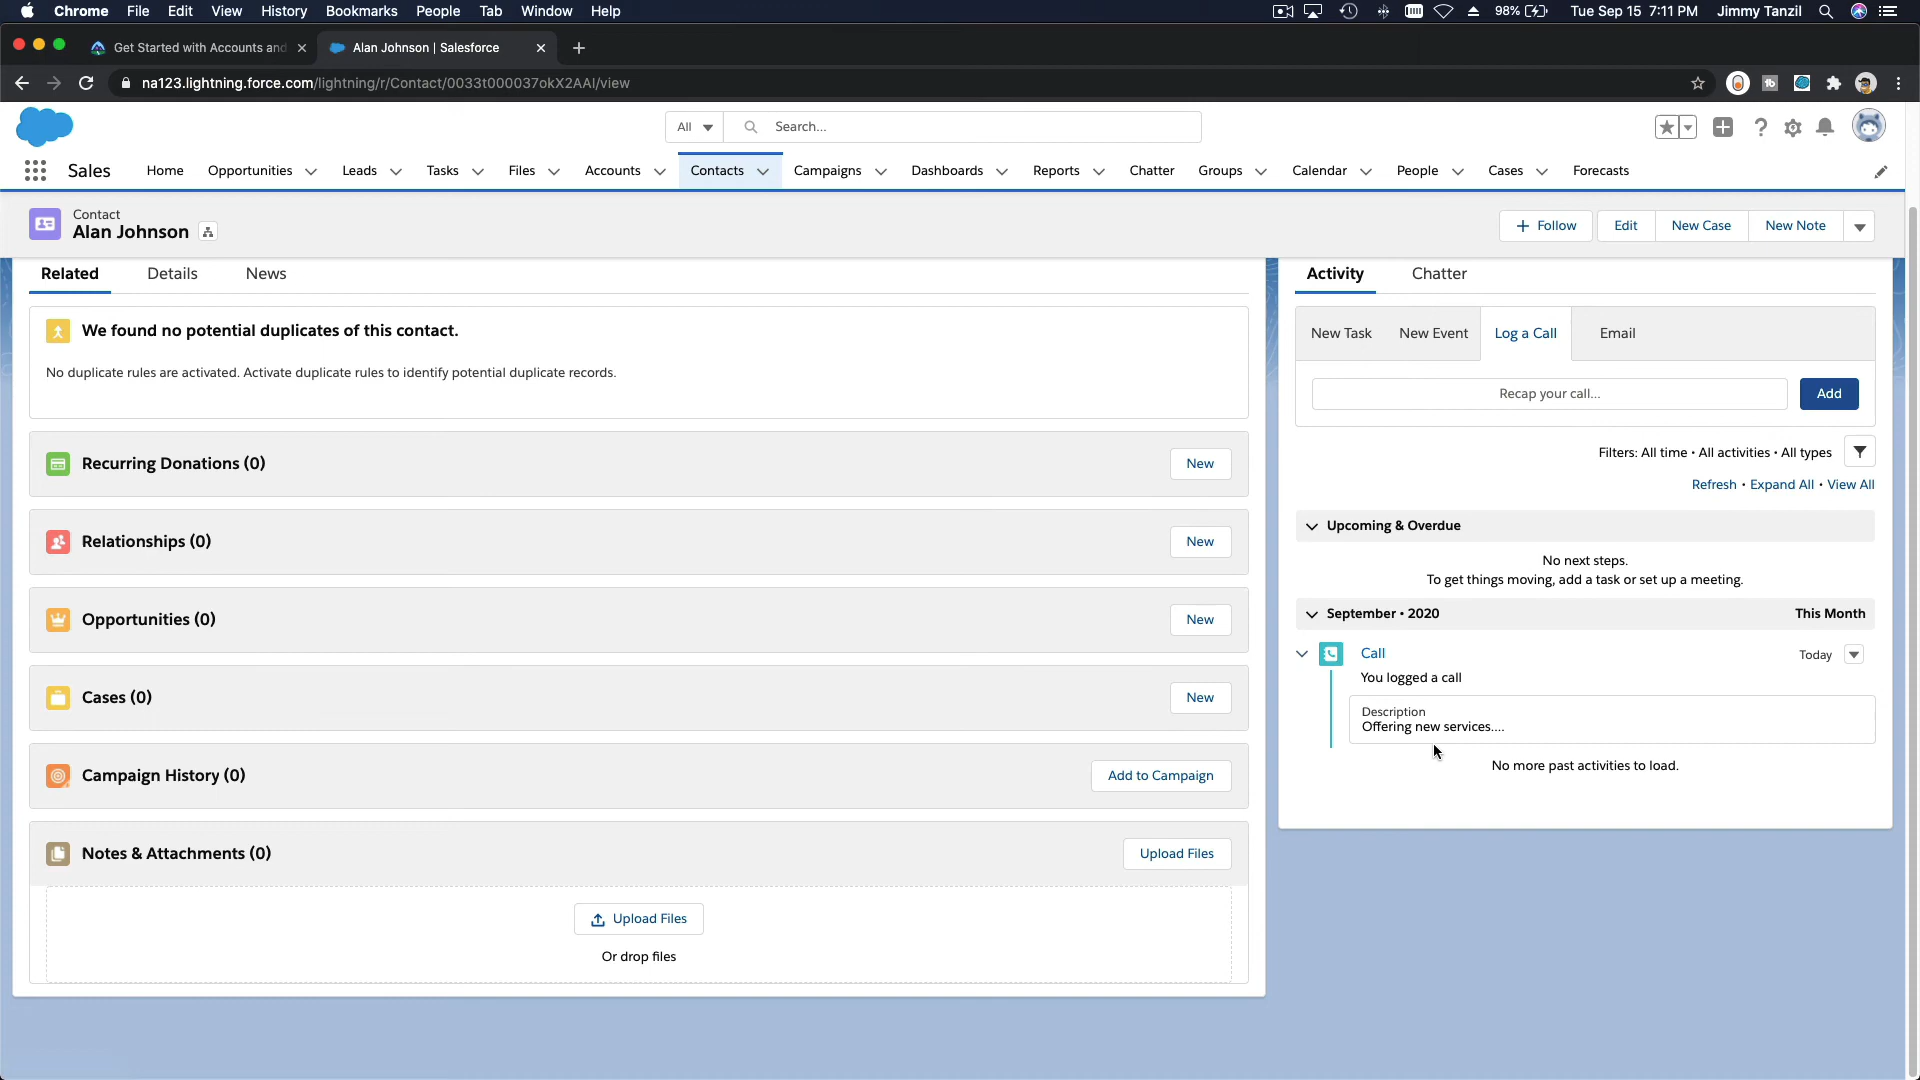 Chrome File Edit View History Bookmarks People Tab Window Help 98% Tue Sep 15 7:11 PM Jimmy Tanzil
Get Started with Accounts and Alan Johnson | Salesforce
na123.lightning.force.com/lightning/r/Contact/0033t000037okX2AAI/view
All Search...
Sales Home Opportunities Leads Tasks Files Accounts Contacts Campaigns Dashboards Reports Chatter Groups Calendar People Cases Forecasts
Contact
Alan Johnson
Follow Edit New Case New Note
Related Details News
We found no potential duplicates of this contact.
No duplicate rules are activated. Activate duplicate rules to identify potential duplicate records.
Recurring Donations (0) New
Relationships (0) New
Opportunities (0) New
Cases (0) New
Campaign History (0) Add to Campaign
Notes & Attachments (0) Upload Files
Upload Files
Or drop files
Activity Chatter
New Task New Event Log a Call Email
Recap your call... Add
Filters: All time • All activities • All types
Refresh • Expand All • View All
Upcoming & Overdue
No next steps.
To get things moving, add a task or set up a meeting.
September • 2020 This Month
Call Today
You logged a call
Description
Offering new services....
No more past activities to load.